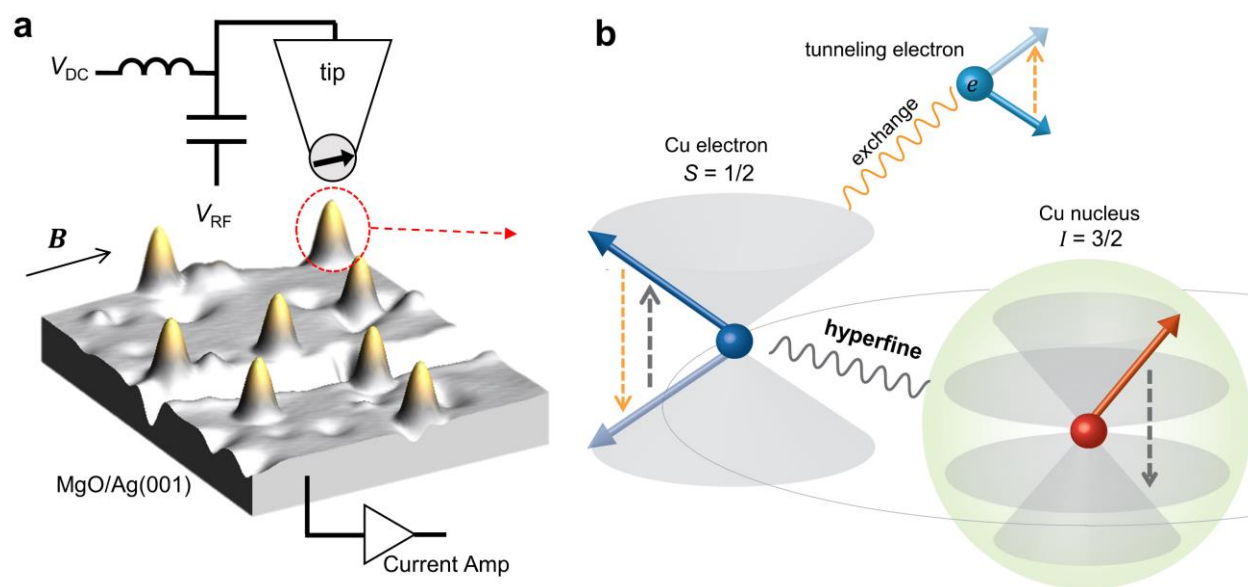 a
V_DC
tip
V_RF
B
MgO/Ag(001)
Current Amp
b
tunneling electron
e
exchange
Cu electron
S = 1/2
Cu nucleus
I = 3/2
hyperfine